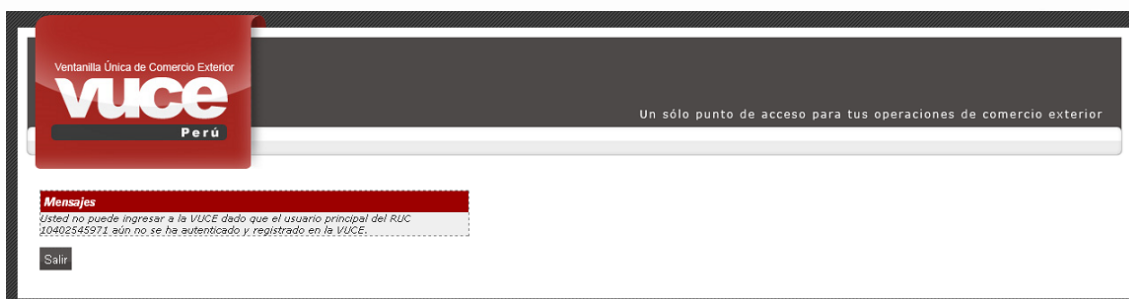 Ventanilla Única de Comercio Exterior
vuce
Perú
Un sólo punto de acceso para tus operaciones de comercio exterior
Mensajes
Usted no puede ingresar a la VUCE dado que el usuario principal del RUC
10402545971 aún no se ha autenticado y registrado en la VUCE.
Salir